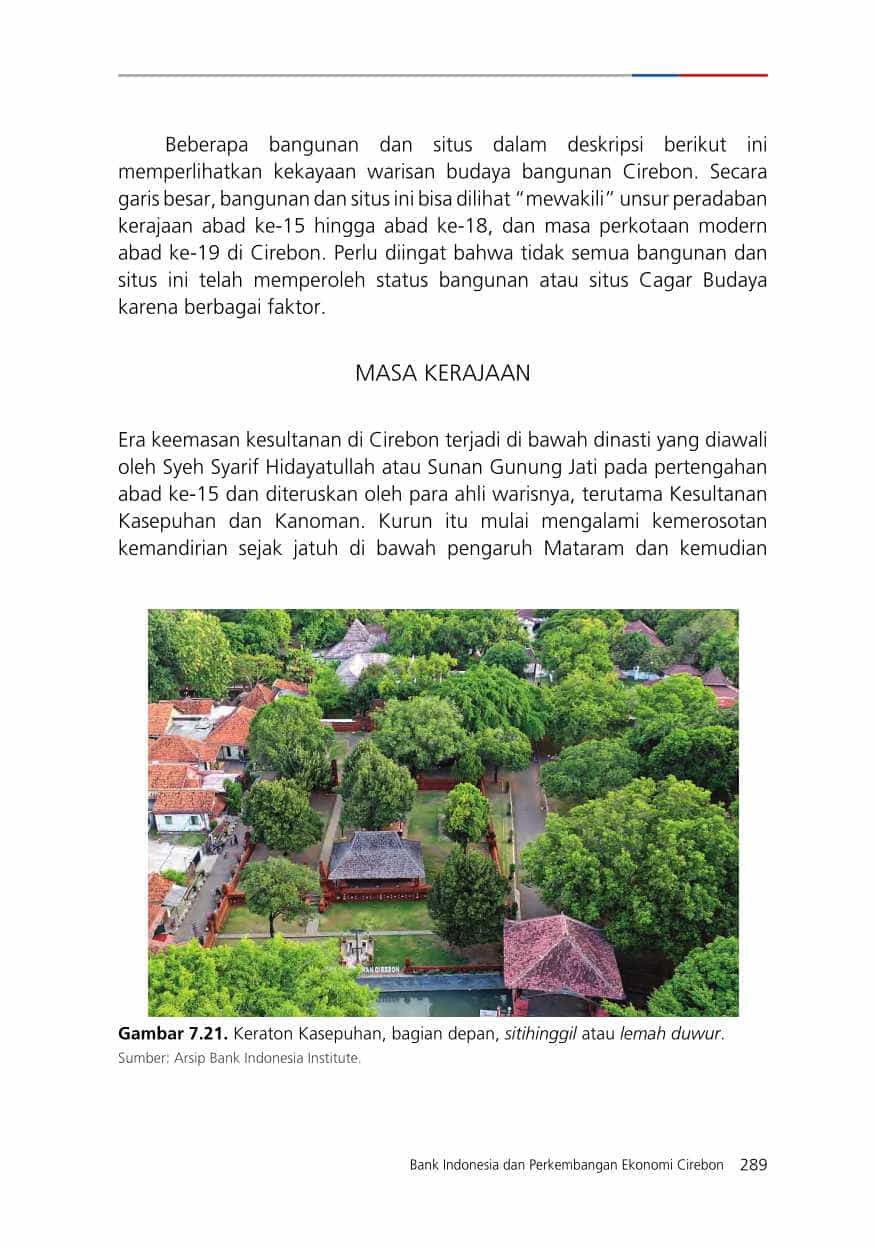 Beberapa bangunan dan situs dalam deskripsi berikut ini
memperlihatkan kekayaan warisan budaya bangunan Cirebon. Secara
garis besar, bangunan dan situs ini bisa dilihat “mewakili” unsur peradaban
kerajaan abad ke-15 hingga abad ke-18, dan masa perkotaan modern
abad ke-19 di Cirebon. Perlu diingat bahwa tidak semua bangunan dan
situs ini telah memperoleh status bangunan atau situs Cagar Budaya
karena berbagai faktor.
MASA KERAJAAN
Era keemasan kesultanan di Cirebon terjadi di bawah dinasti yang diawali
oleh Syeh Syarif Hidayatullah atau Sunan Gunung Jati pada pertengahan
abad ke-15 dan diteruskan oleh para ahli warisnya, terutama Kesultanan
Kasepuhan dan Kanoman. Kurun itu mulai mengalami kemerosotan
kemandirian sejak jatuh di bawah pengaruh Mataram dan kemudian
CIREBON
Gambar 7.21. Keraton Kasepuhan, bagian depan, sitihinggil atau lemah duwur.
Sumber: Arsip Bank Indonesia Institute.
Bank Indonesia dan Perkembangan Ekonomi Cirebon 289